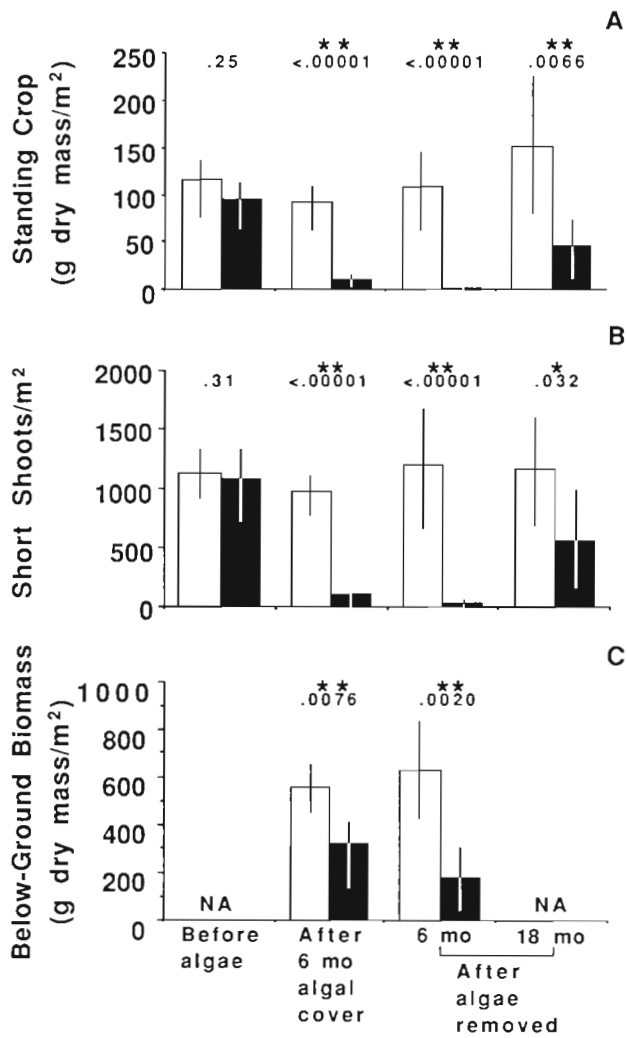 A
Standing Crop
(g dry mass/m²)
250
200
150
100
50
0
.25
**
<.00001
**
<.00001
**
.0066
B
Short Shoots/m²
2000
1500
1000
500
0
.31
**
<.00001
**
<.00001
*
.032
C
Below-Ground Biomass
(g dry mass/m²)
1000
800
600
400
200
0
NA
**
.0076
**
.0020
NA
Before
algae
After
6 mo
algal
cover
6 mo
18 mo
After
algae
removed